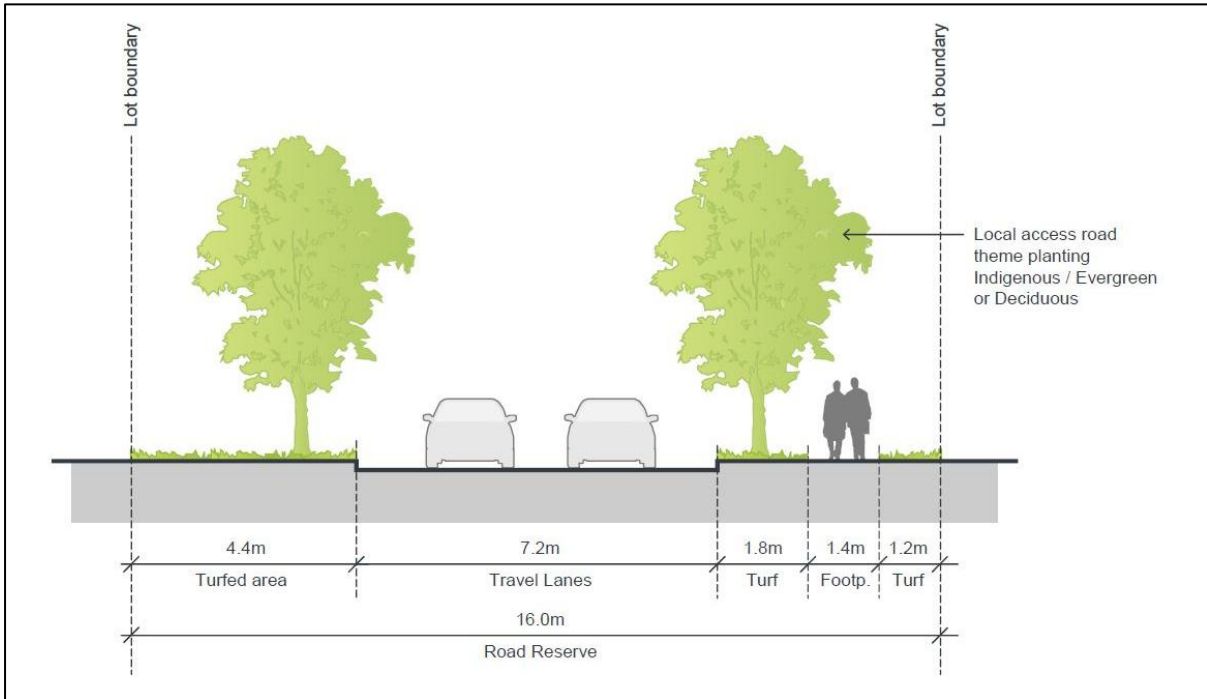 Lot boundary
Lot boundary
Local access road
theme planting
Indigenous / Evergreen
or Deciduous
4.4m
7.2m
1.8m
1.4m
1.2m
Turfed area
Travel Lanes
Turf
Footp.
Turf
16.0m
Road Reserve